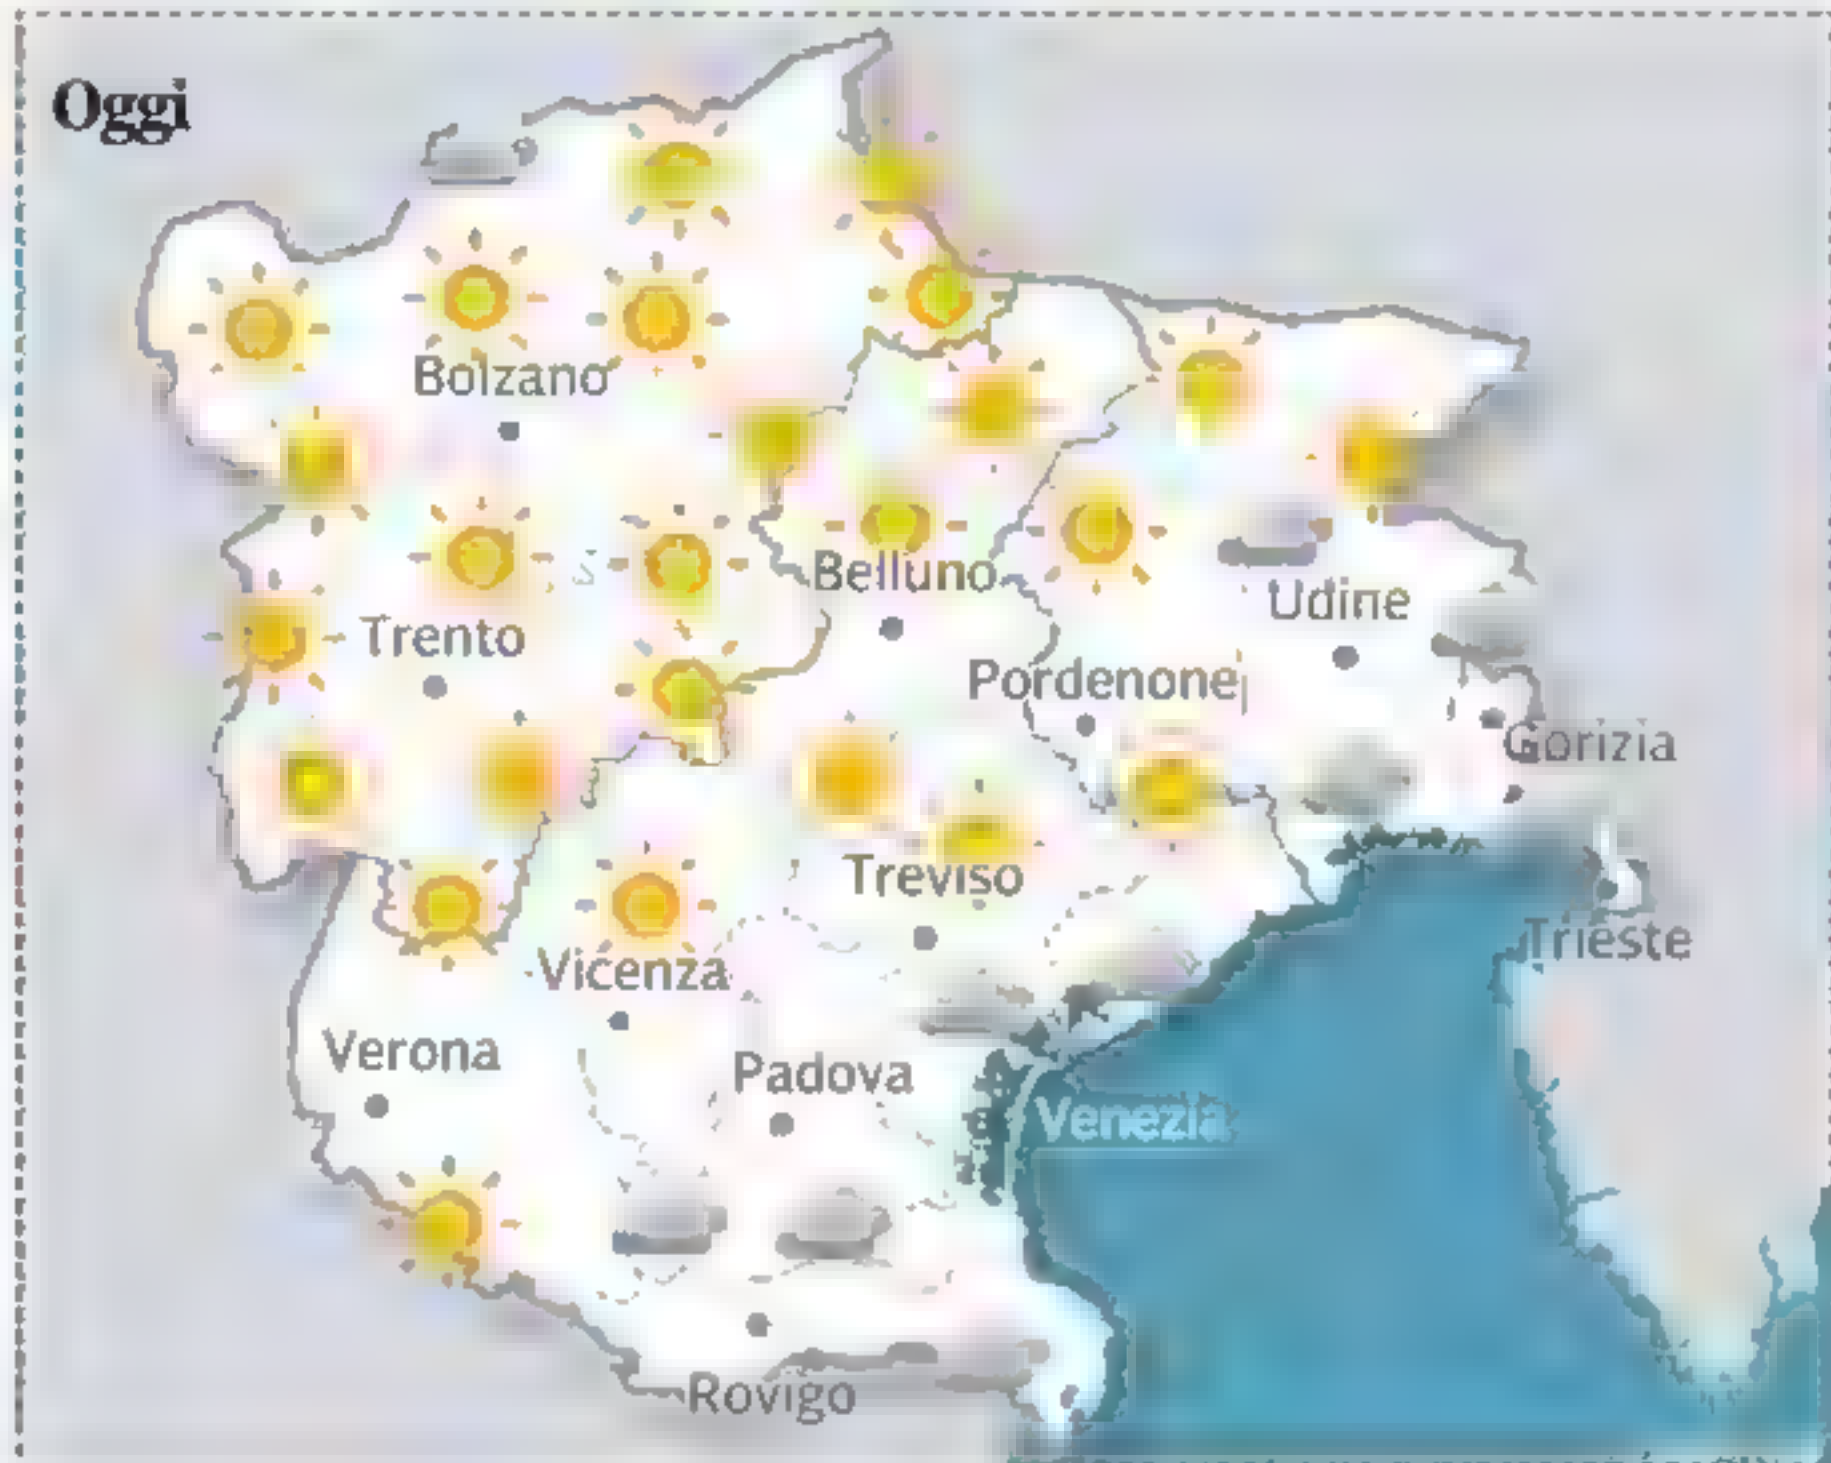 Oggi
Bolzano
Belluno
Udine
Trento
Pordenone
Gorizia
Treviso
Trieste
Vicenza
Verona
Padova
Venezia
Rovigo